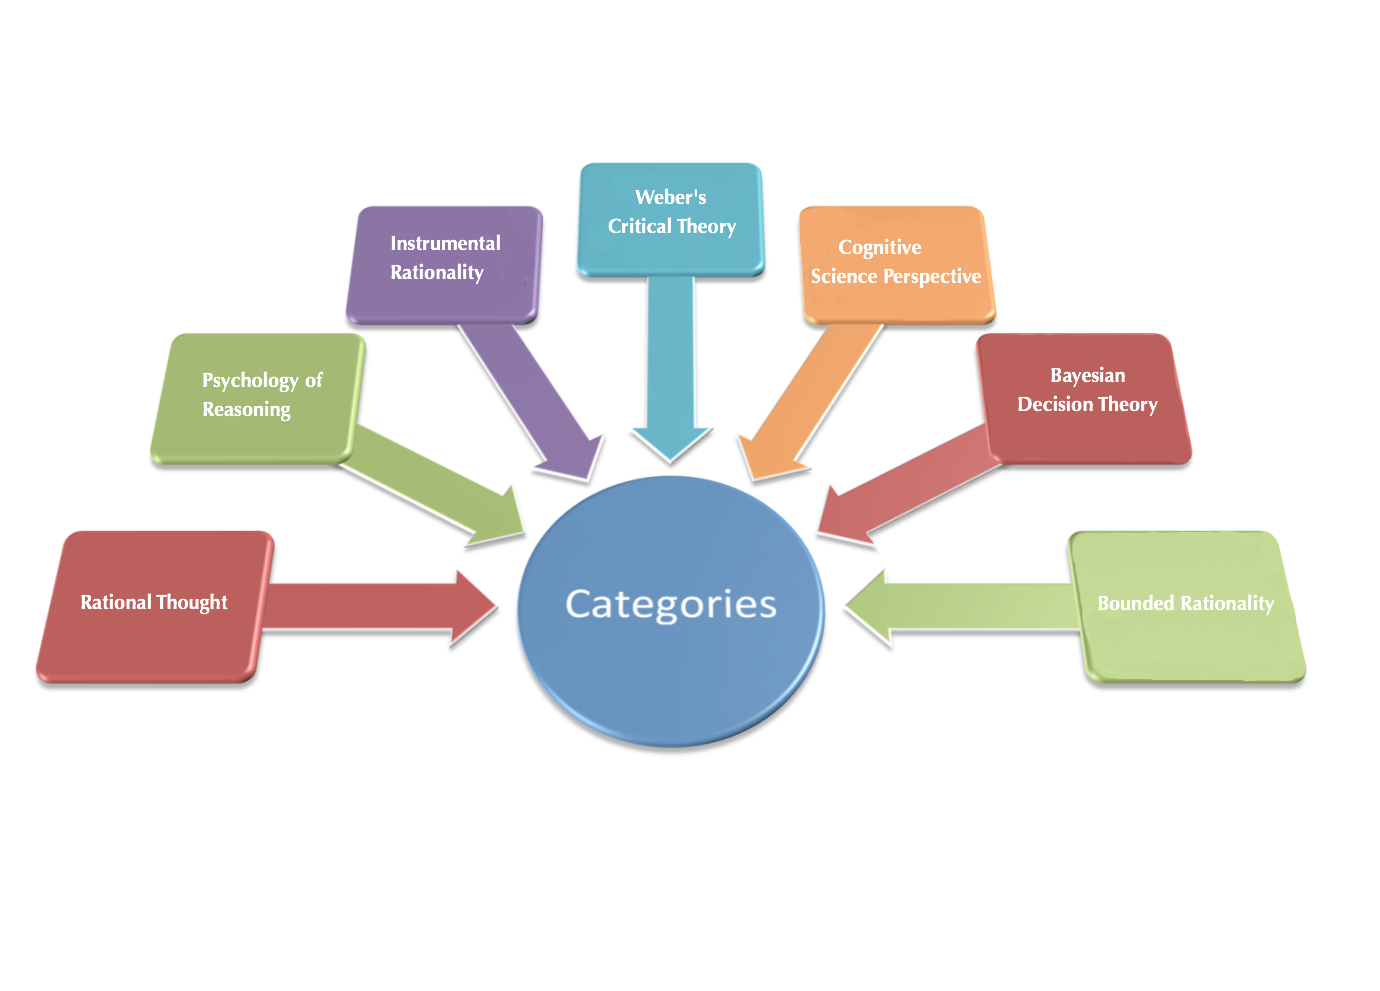 Weber's
Critical Theory
Instrumental
Rationality
Cognitive
Science Perspective
Psychology of
Reasoning
Bayesian
Decision Theory
Rational Thought
Categories
Bounded Rationality